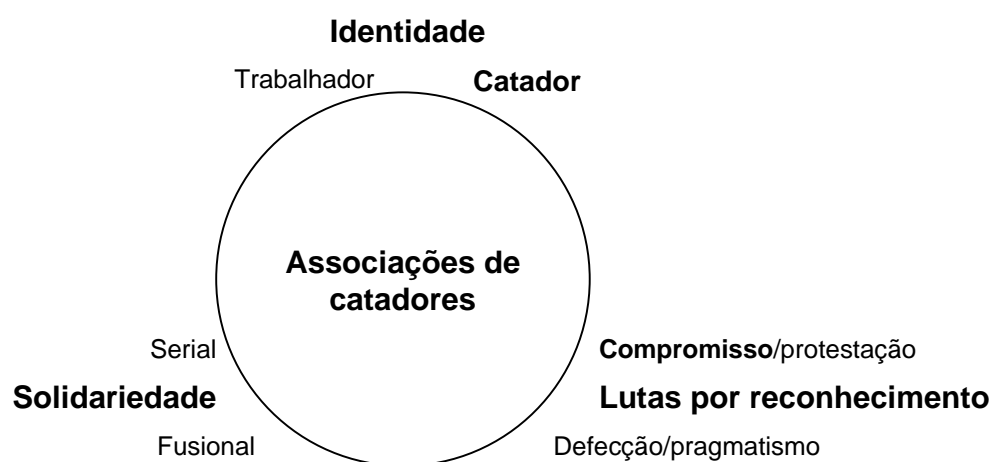 Identidade
Trabalhador Catador
Associações de
catadores
Serial Compromisso/protestação
Solidariedade Lutas por reconhecimento
Fusional Defecção/pragmatismo